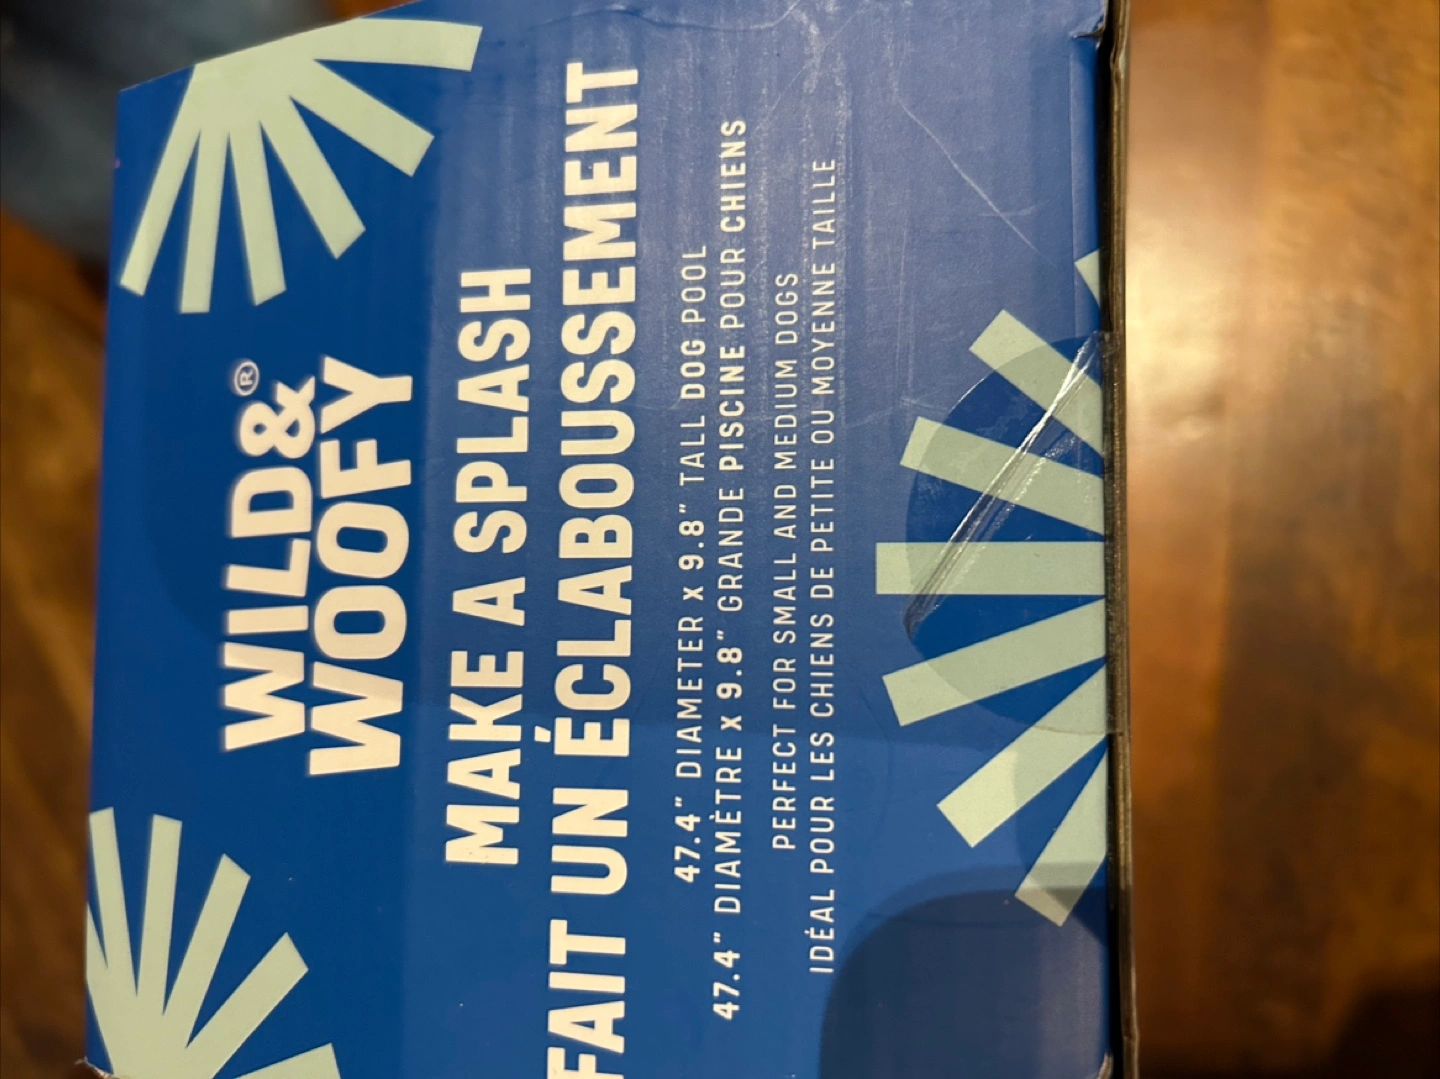 WILD&®
WOOFY
MAKE A SPLASH
FAIT UN ÉCLABOUSSEMENT
47.4" DIAMETER x 9.8" TALL DOG POOL
47.4" DIAMÈTRE x 9.8" GRANDE PISCINE POUR CHIENS
PERFECT FOR SMALL AND MEDIUM DOGS
IDÉAL POUR LES CHIENS DE PETITE OU MOYENNE TAILLE